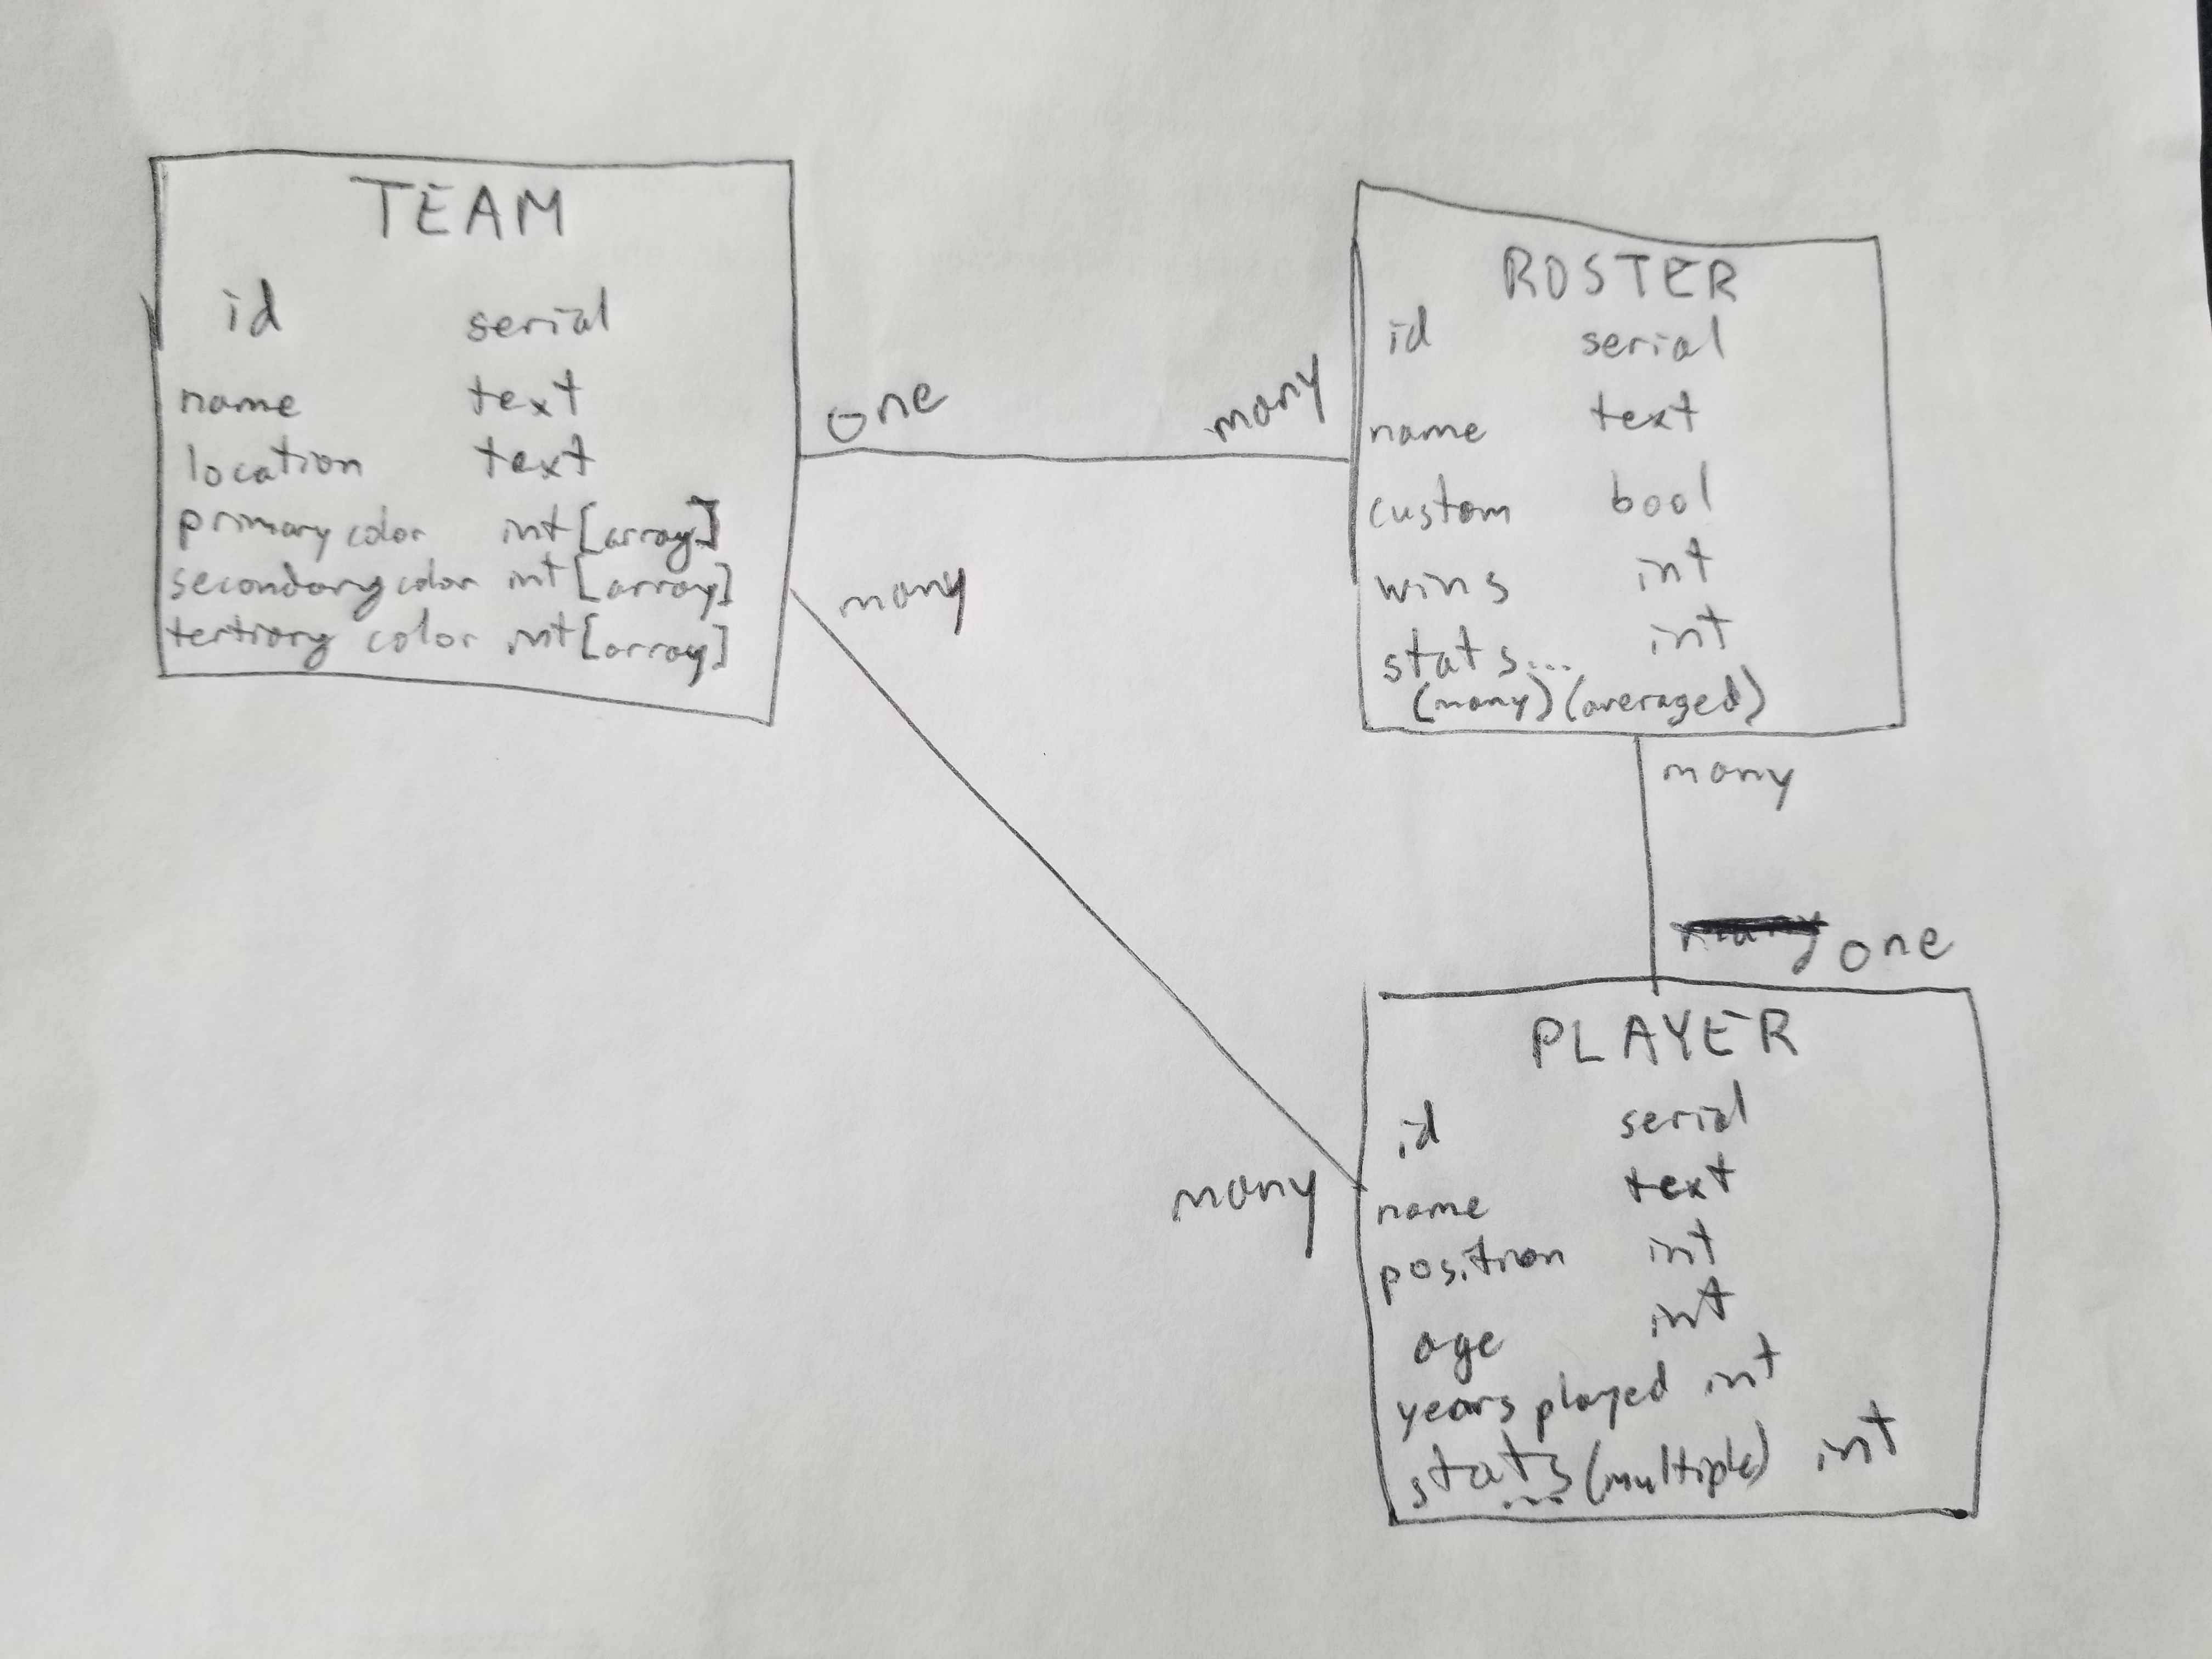 TEAM
id serial
name text
location text
primary color int [array]
secondary color int [array]
tertiary color int [array]
one
many
many
many
ROSTER
id serial
name text
custom bool
wins int
stats... int
(many) (averaged)
many
one
PLAYER
id serial
name text
position int
age int
years played int
stats... (multiple) int